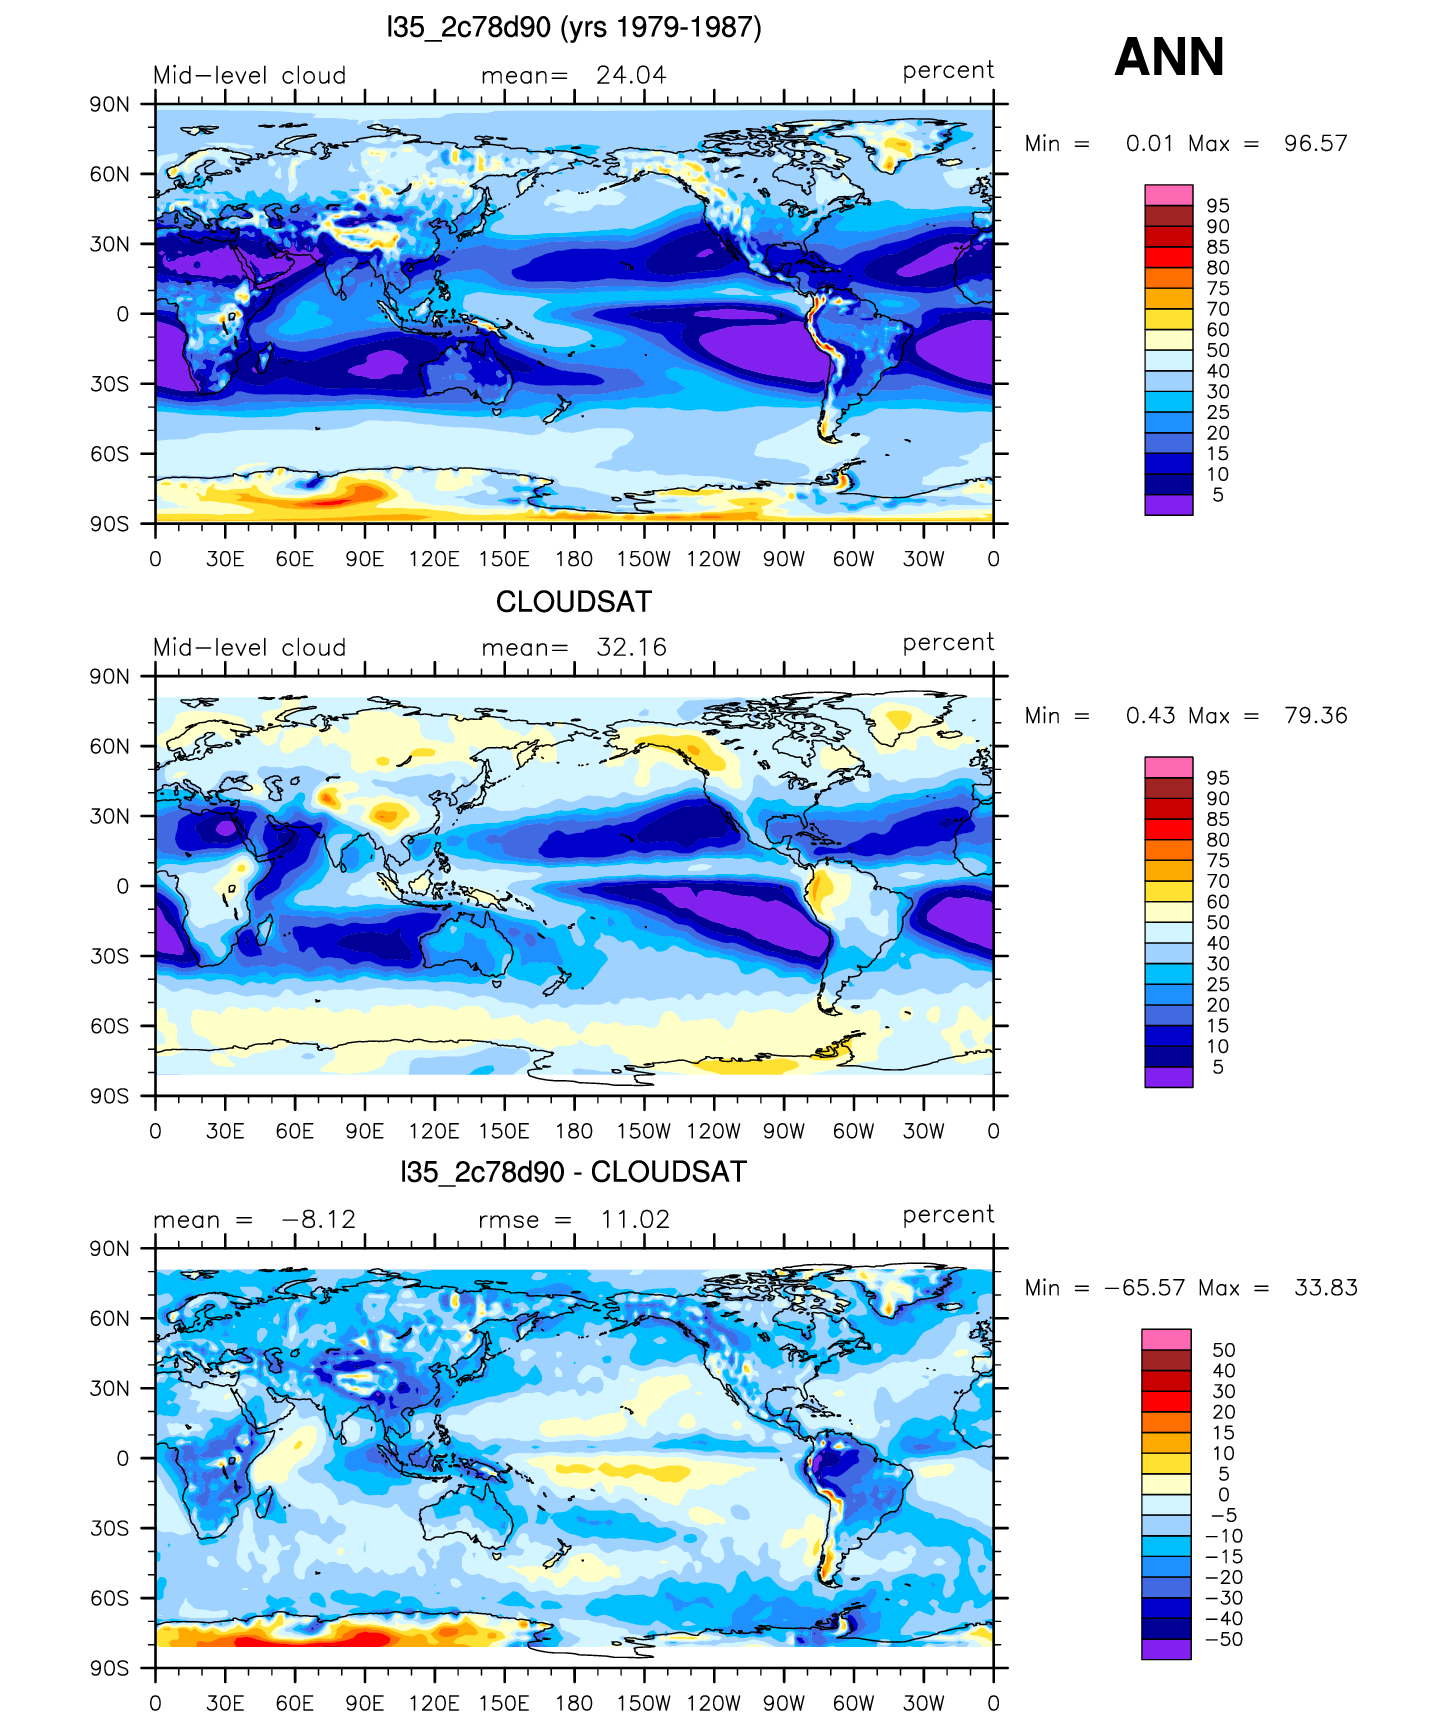 l35_2c78d90 (yrs 1979-1987)
ANN
Mid-level cloud mean= 24.04 percent
Min = 0.01 Max = 96.57
90N
60N
30N
0
30S
60S
90S
0 30E 60E 90E 120E 150E 180 150W 120W 90W 60W 30W 0
95
90
85
80
75
70
60
50
40
30
25
20
15
10
5
CLOUDSAT
Mid-level cloud mean= 32.16 percent
Min = 0.43 Max = 79.36
90N
60N
30N
0
30S
60S
90S
0 30E 60E 90E 120E 150E 180 150W 120W 90W 60W 30W 0
95
90
85
80
75
70
60
50
40
30
25
20
15
10
5
l35_2c78d90 - CLOUDSAT
mean = -8.12 rmse = 11.02 percent
Min = -65.57 Max = 33.83
90N
60N
30N
0
30S
60S
90S
0 30E 60E 90E 120E 150E 180 150W 120W 90W 60W 30W 0
50
40
30
20
15
10
5
0
-5
-10
-15
-20
-30
-40
-50